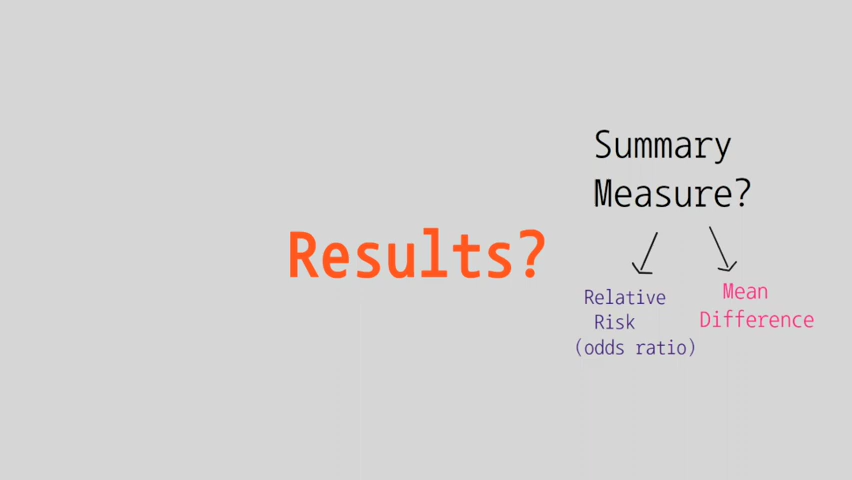 Results?
Summary
Measure?
Relative
Risk
(odds ratio)
Mean
Difference